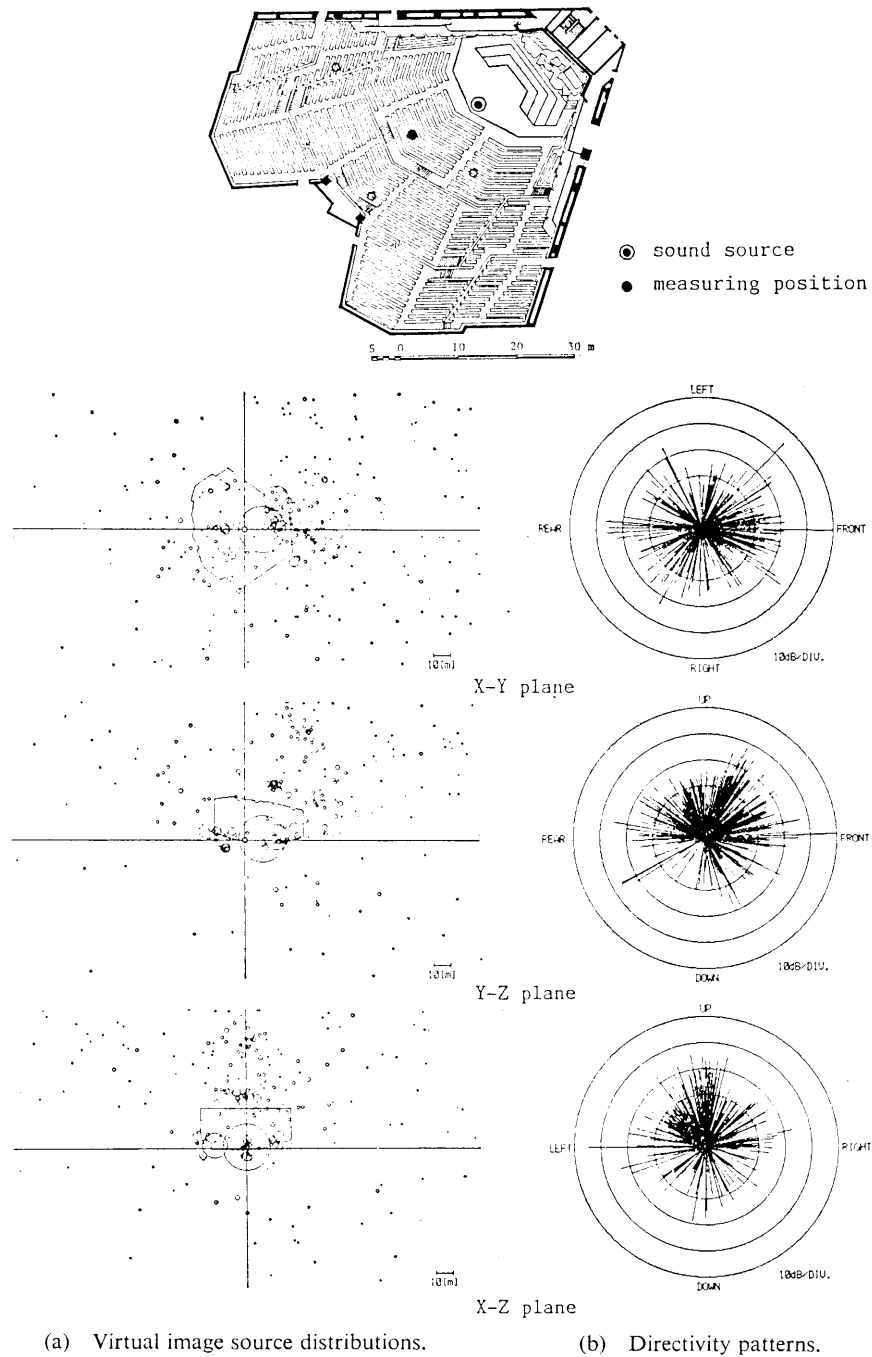 sound source
measuring position
5 0 10 20 30 m
LEFT
REAR
FRONT
RIGHT
10dB/DIV.
10[m]
X-Y plane
UP
REAR
FRONT
DOWN
10dB/DIV.
10[m]
Y-Z plane
UP
LEFT
RIGHT
DOWN
10dB/DIV.
10[m]
X-Z plane
(a) Virtual image source distributions.
(b) Directivity patterns.